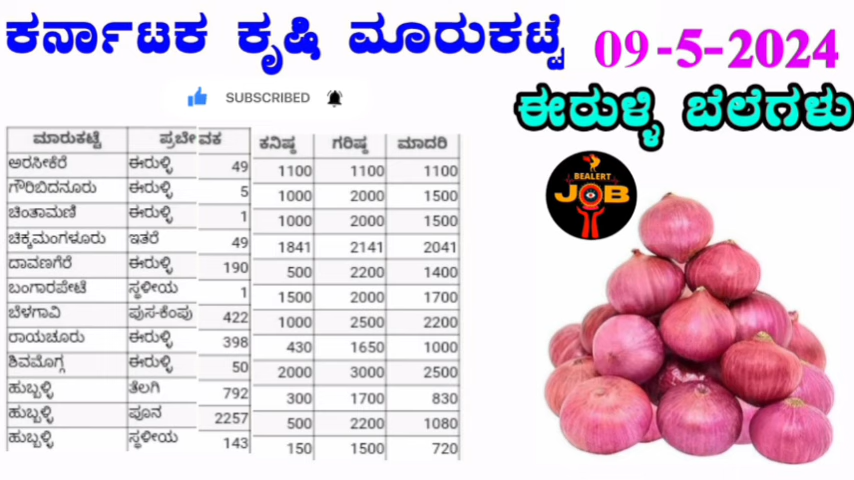 ಕರ್ನಾಟಕ ಕೃಷಿ ಮಾರುಕಟ್ಟೆ 09-5-2024
SUBSCRIBED
ಈರುಳ್ಳಿ ಬೆಲೆಗಳು
BEALERT
JOB
ಮಾರುಕಟ್ಟೆ ಪ್ರಬೇ ವಕ ಕನಿಷ್ಠ ಗರಿಷ್ಠ ಮಾದರಿ
ಅರಸೀಕೆರೆ ಈರುಳ್ಳಿ 49 1100 1100 1100
ಗೌರಿಬಿದನೂರು ಈರುಳ್ಳಿ 5 1000 2000 1500
ಚಿಂತಾಮಣಿ ಈರುಳ್ಳಿ 1 1000 2000 1500
ಚಿಕ್ಕಮಂಗಳೂರು ಇತರೆ 49 1841 2141 2041
ದಾವಣಗೆರೆ ಈರುಳ್ಳಿ 190 500 2200 1400
ಬಂಗಾರಪೇಟೆ ಸ್ಥಳೀಯ 1 1500 2000 1700
ಬೆಳಗಾವಿ ಪುಸ-ಕೆಂಪು 422 1000 2500 2200
ರಾಯಚೂರು ಈರುಳ್ಳಿ 398 430 1650 1000
ಶಿವಮೊಗ್ಗ ಈರುಳ್ಳಿ 50 2000 3000 2500
ಹುಬ್ಬಳ್ಳಿ ತೆಲಗಿ 792 300 1700 830
ಹುಬ್ಬಳ್ಳಿ ಪೂನ 2257 500 2200 1080
ಹುಬ್ಬಳ್ಳಿ ಸ್ಥಳೀಯ 143 150 1500 720